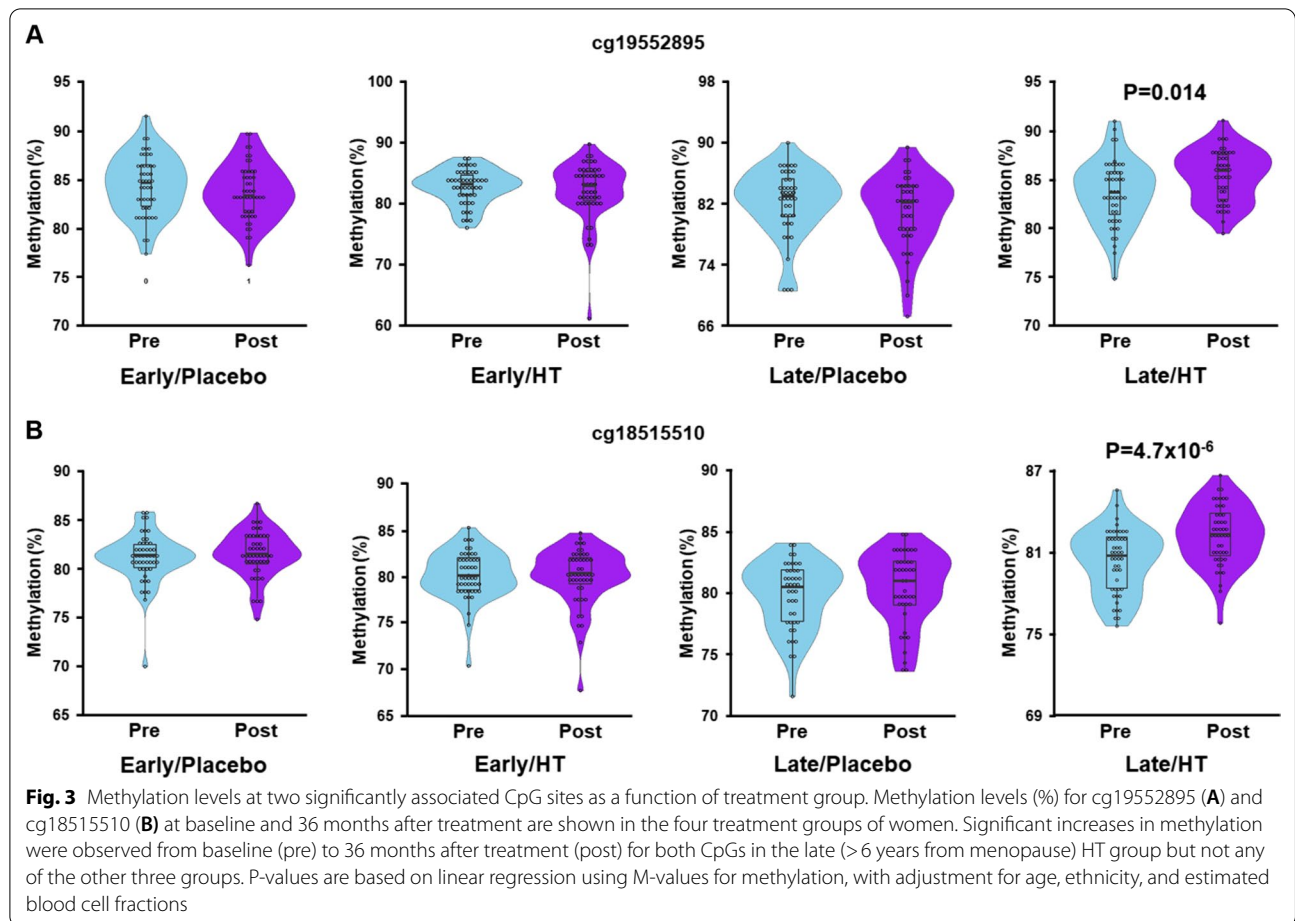 A
cg19552895
95
90
85
80
75
70
Methylation (%)
0
1
Pre
Post
Early/Placebo
100
90
80
70
60
Methylation (%)
Pre
Post
Early/HT
98
90
82
74
66
Methylation (%)
Pre
Post
Late/Placebo
P=0.014
95
90
85
80
75
70
Methylation (%)
Pre
Post
Late/HT
B
cg18515510
90
85
80
75
70
65
Methylation (%)
Pre
Post
Early/Placebo
90
85
80
75
70
65
Methylation (%)
Pre
Post
Early/HT
90
85
80
75
70
Methylation (%)
Pre
Post
Late/Placebo
P=4.7x10⁻⁶
87
81
75
69
Methylation (%)
Pre
Post
Late/HT
Fig. 3 Methylation levels at two significantly associated CpG sites as a function of treatment group. Methylation levels (%) for cg19552895 (A) and
cg18515510 (B) at baseline and 36 months after treatment are shown in the four treatment groups of women. Significant increases in methylation
were observed from baseline (pre) to 36 months after treatment (post) for both CpGs in the late (> 6 years from menopause) HT group but not any
of the other three groups. P-values are based on linear regression using M-values for methylation, with adjustment for age, ethnicity, and estimated
blood cell fractions